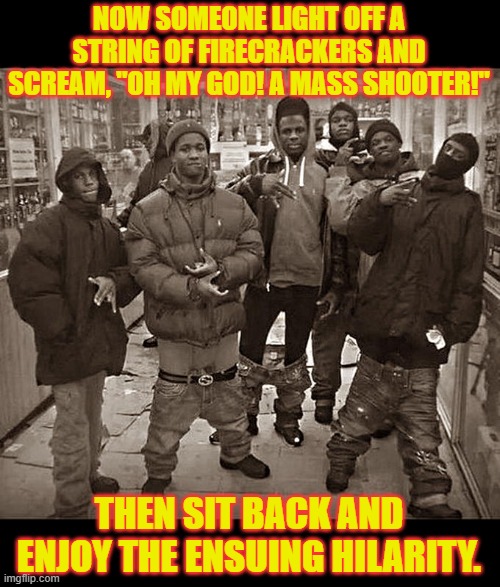 NOW SOMEONE LIGHT OFF A
STRING OF FIRECRACKERS AND
SCREAM, "OH MY GOD! A MASS SHOOTER!"
THEN SIT BACK AND
ENJOY THE ENSUING HILARITY.
imgflip.com